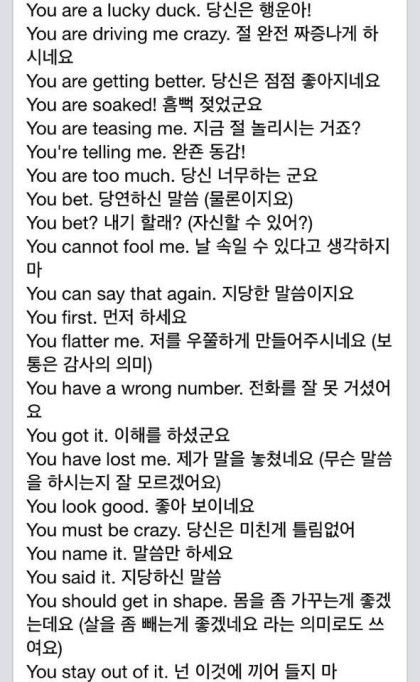 You are a lucky duck. 당신은 행운아!
You are driving me crazy. 절 완전 짜증나게 하
시네요
You are getting better. 당신은 점점 좋아지네요
You are soaked! 흠뻑 젖었군요
You are teasing me. 지금 절 놀리시는 거죠?
You're telling me. 완죤 동감!
You are too much. 당신 너무하는 군요
You bet. 당연하신 말씀 (물론이지요)
You bet? 내기 할래? (자신할 수 있어?)
You cannot fool me. 날 속일 수 있다고 생각하지
마
You can say that again. 지당한 말씀이지요
You first. 먼저 하세요
You flatter me. 저를 우쭐하게 만들어주시네요 (보
통은 감사의 의미)
You have a wrong number. 전화를 잘 못 거셨어
요
You got it. 이해를 하셨군요
You have lost me. 제가 말을 놓쳤네요 (무슨 말씀
을 하시는지 잘 모르겠어요)
You look good. 좋아 보이네요
You must be crazy. 당신은 미친게 틀림없어
You name it. 말씀만 하세요
You said it. 지당하신 말씀
You should get in shape. 몸을 좀 가꾸는게 좋겠
는데요 (살을 좀 빼는게 좋겠네요 라는 의미로도 쓰
여요)
You stay out of it. 넌 이것에 끼어 들지 마